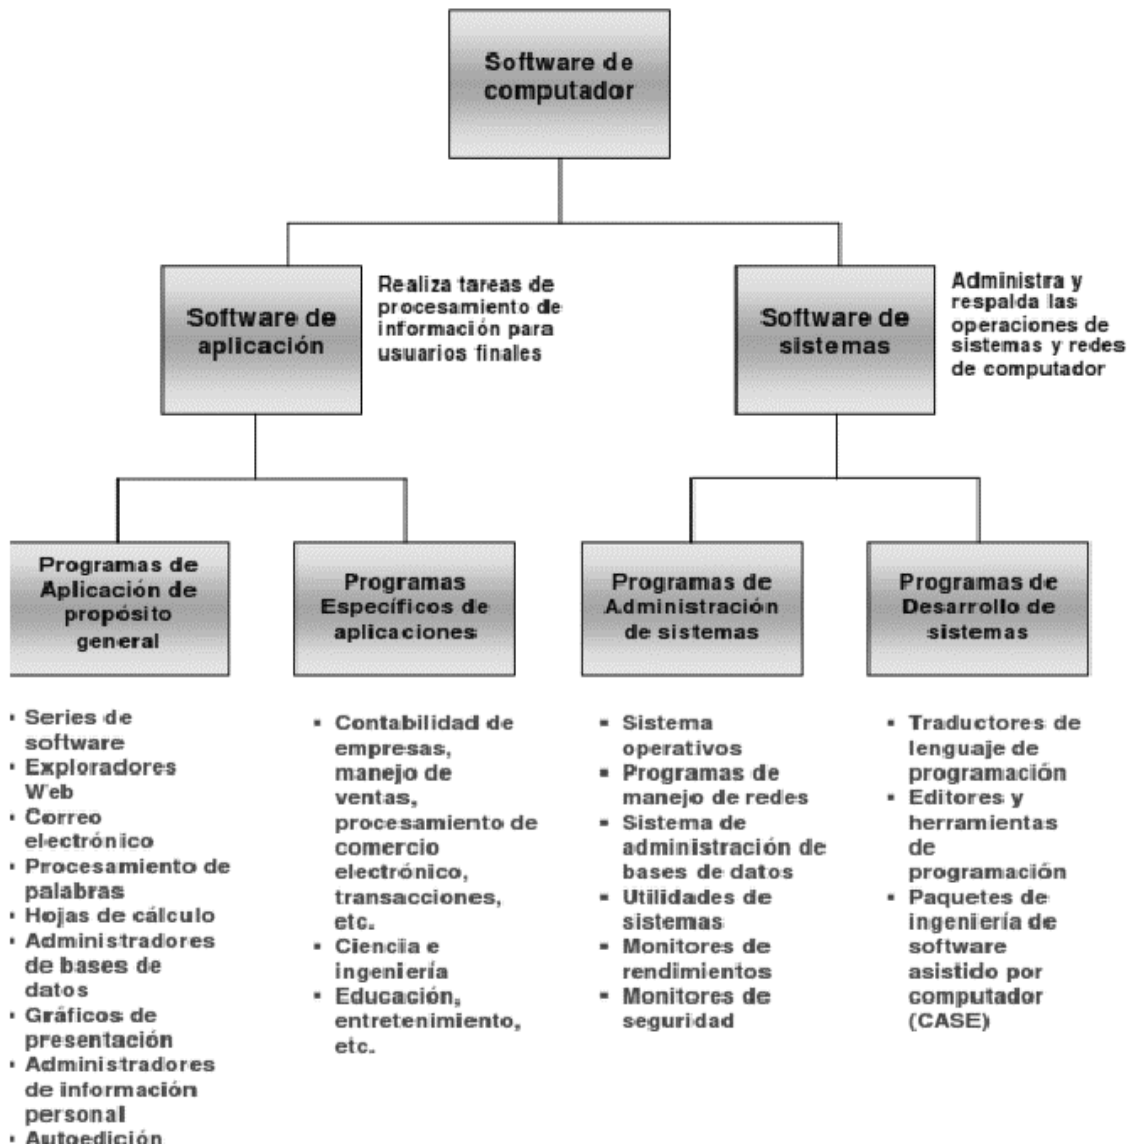 Software de
computador
Software de
aplicación
Realiza tareas de
procesamiento de
información para
usuarios finales
Software de
sistemas
Administra y
respalda las
operaciones de
sistemas y redes
de computador
Programas de
Aplicación de
propósito
general
Programas
Específicos de
aplicaciones
Programas de
Administración
de sistemas
Programas de
Desarrollo de
sistemas
▪ Series de
software
▪ Exploradores
Web
▪ Correo
electrónico
▪ Procesamiento de
palabras
▪ Hojas de cálculo
▪ Administradores
de bases de
datos
▪ Gráficos de
presentación
▪ Administradores
de información
personal
▪ Autoedición
▪ Contabilidad de
empresas,
manejo de
ventas,
procesamiento de
comercio
electrónico,
transacciones,
etc.
▪ Ciencia e
ingeniería
▪ Educación,
entretenimiento,
etc.
▪ Sistema
operativos
▪ Programas de
manejo de redes
▪ Sistema de
administración de
bases de datos
▪ Utilidades de
sistemas
▪ Monitores de
rendimientos
▪ Monitores de
seguridad
▪ Traductores de
lenguaje de
programación
▪ Editores y
herramientas
de
programación
▪ Paquetes de
ingeniería de
software
asistido por
computador
(CASE)